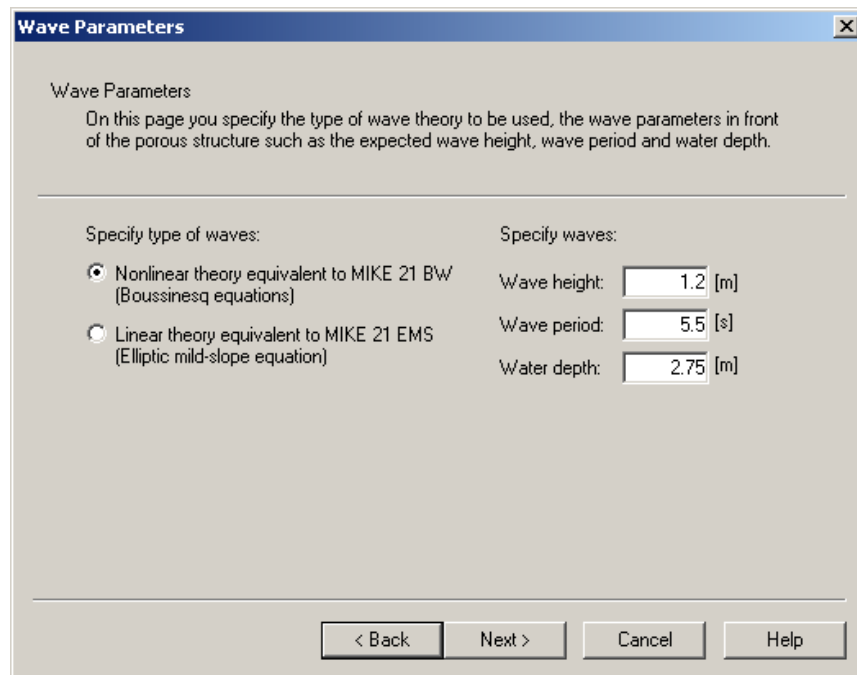 Wave Parameters
Wave Parameters
On this page you specify the type of wave theory to be used, the wave parameters in front
of the porous structure such as the expected wave height, wave period and water depth.
Specify type of waves:
Nonlinear theory equivalent to MIKE 21 BW
(Boussinesq equations)
Linear theory equivalent to MIKE 21 EMS
(Elliptic mild-slope equation)
Specify waves:
Wave height: 1.2 [m]
Wave period: 5.5 [s]
Water depth: 2.75 [m]
< Back Next > Cancel Help